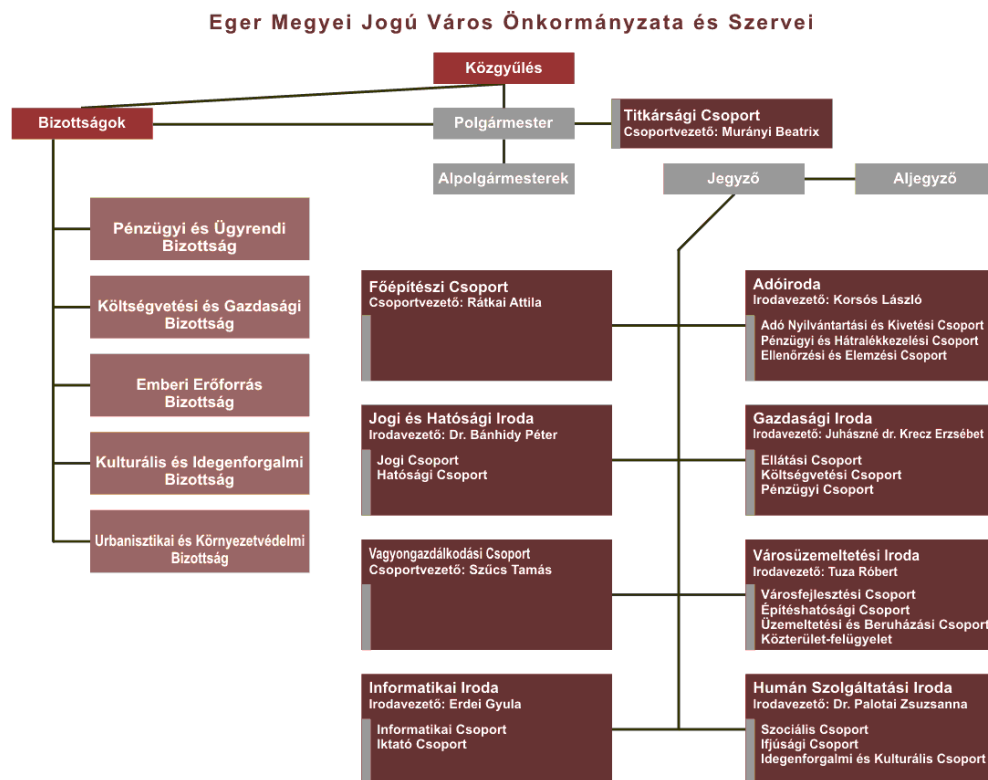 Eger Megyei Jogú Város Önkormányzata és Szervei
Közgyűlés
Bizottságok
Polgármester
Titkársági Csoport
Csoportvezető: Murányi Beatrix
Alpolgármesterek
Jegyző
Aljegyző
Pénzügyi és Ügyrendi
Bizottság
Költségvetési és Gazdasági
Bizottság
Emberi Erőforrás
Bizottság
Kulturális és Idegenforgalmi
Bizottság
Urbanisztikai és Környezetvédelmi
Bizottság
Főépítészi Csoport
Csoportvezető: Rátkai Attila
Adóiroda
Irodavezető: Korsós László
Adó Nyilvántartási és Kivetési Csoport
Pénzügyi és Hátralékkezelési Csoport
Ellenőrzési és Elemzési Csoport
Jogi és Hatósági Iroda
Irodavezető: Dr. Bánhidy Péter
Jogi Csoport
Hatósági Csoport
Gazdasági Iroda
Irodavezető: Juhászné dr. Krecz Erzsébet
Ellátási Csoport
Költségvetési Csoport
Pénzügyi Csoport
Vagyongazdálkodási Csoport
Csoportvezető: Szűcs Tamás
Városüzemeltetési Iroda
Irodavezető: Tuza Róbert
Városfejlesztési Csoport
Építéshatósági Csoport
Üzemeltetési és Beruházási Csoport
Közterület-felügyelet
Informatikai Iroda
Irodavezető: Erdei Gyula
Informatikai Csoport
Iktató Csoport
Humán Szolgáltatási Iroda
Irodavezető: Dr. Palotai Zsuzsanna
Szociális Csoport
Ifjúsági Csoport
Idegenforgalmi és Kulturális Csoport